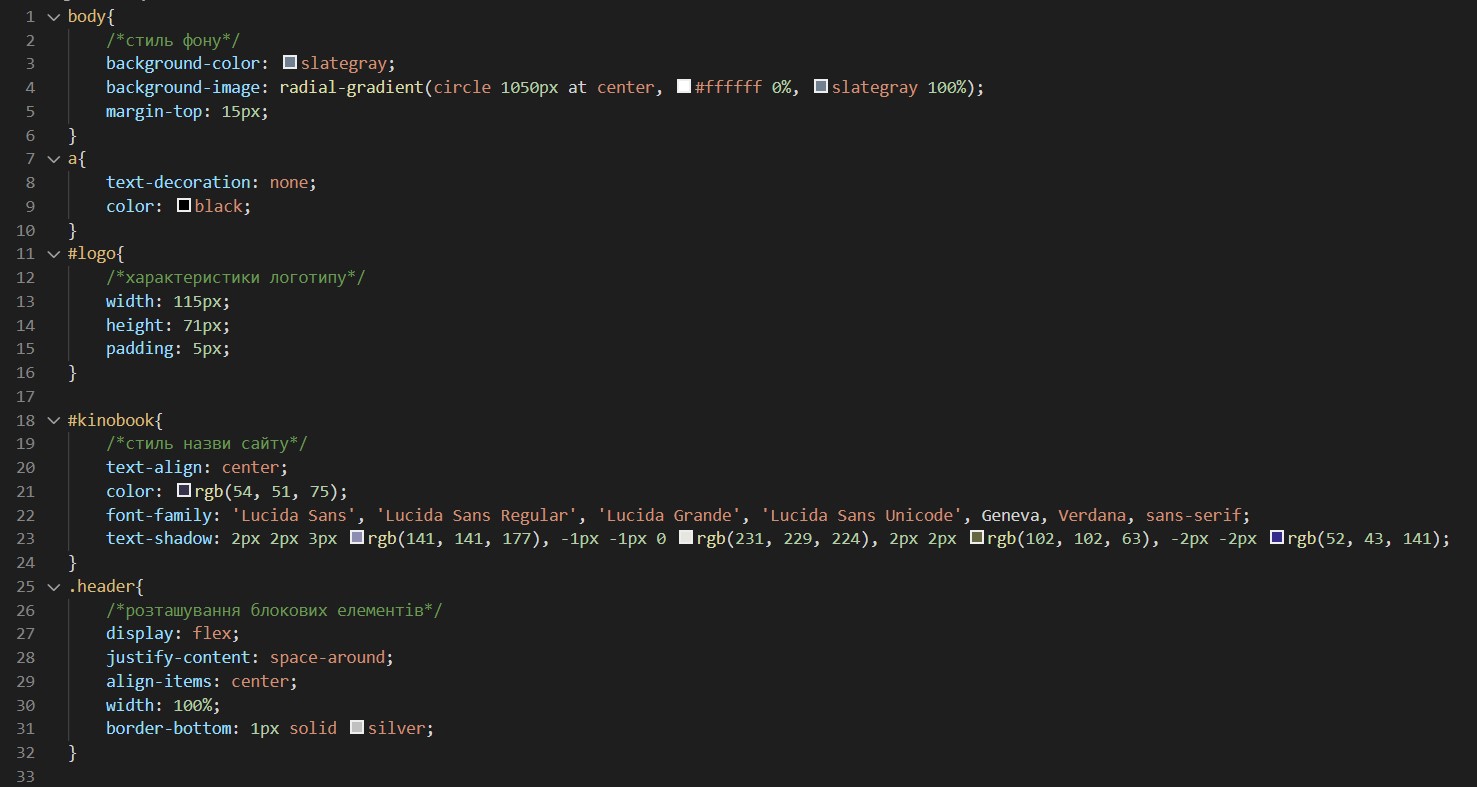 1 body{
2 /*стиль фону*/
3 background-color: slategray;
4 background-image: radial-gradient(circle 1050px at center, #ffffff 0%, slategray 100%);
5 margin-top: 15px;
6 }
7 a{
8 text-decoration: none;
9 color: black;
10 }
11 #logo{
12 /*характеристики логотипу*/
13 width: 115px;
14 height: 71px;
15 padding: 5px;
16 }
17
18 #kinobook{
19 /*стиль назви сайту*/
20 text-align: center;
21 color: rgb(54, 51, 75);
22 font-family: 'Lucida Sans', 'Lucida Sans Regular', 'Lucida Grande', 'Lucida Sans Unicode', Geneva, Verdana, sans-serif;
23 text-shadow: 2px 2px 3px rgb(141, 141, 177), -1px -1px 0 rgb(231, 229, 224), 2px 2px rgb(102, 102, 63), -2px -2px rgb(52, 43, 141);
24 }
25 .header{
26 /*розташування блокових елементів*/
27 display: flex;
28 justify-content: space-around;
29 align-items: center;
30 width: 100%;
31 border-bottom: 1px solid silver;
32 }
33